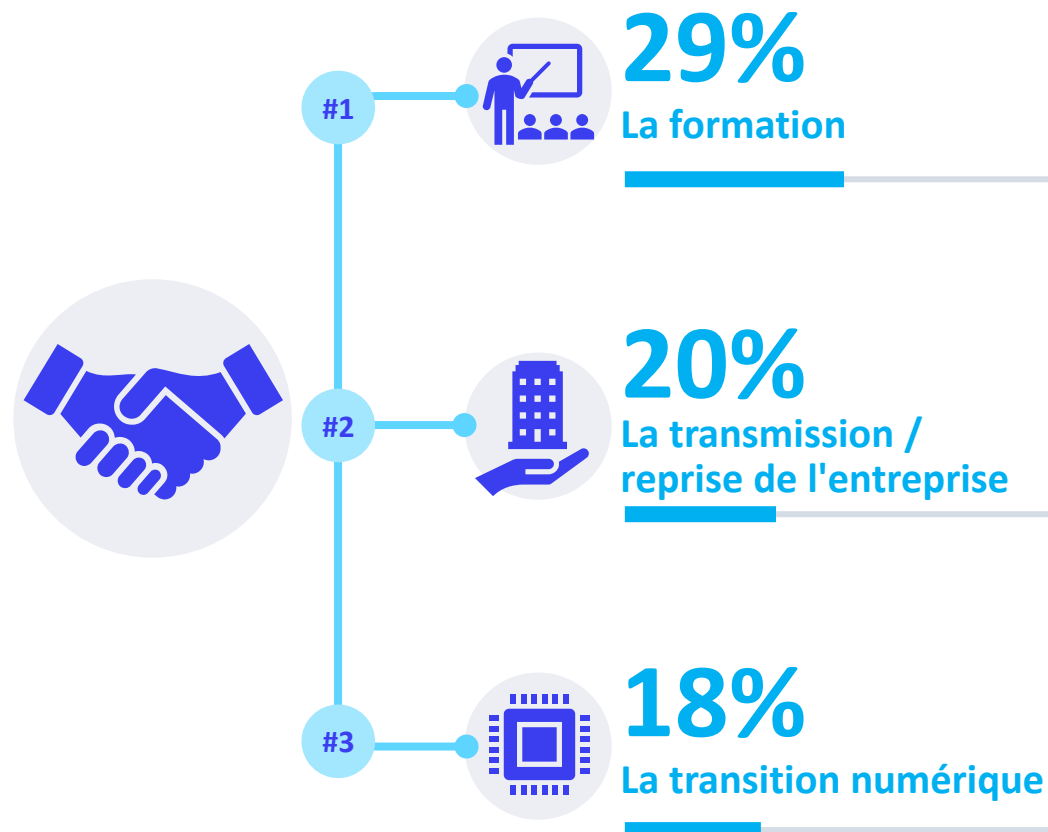 #1
29%
La formation
#2
20%
La transmission /
reprise de l'entreprise
#3
18%
La transition numérique